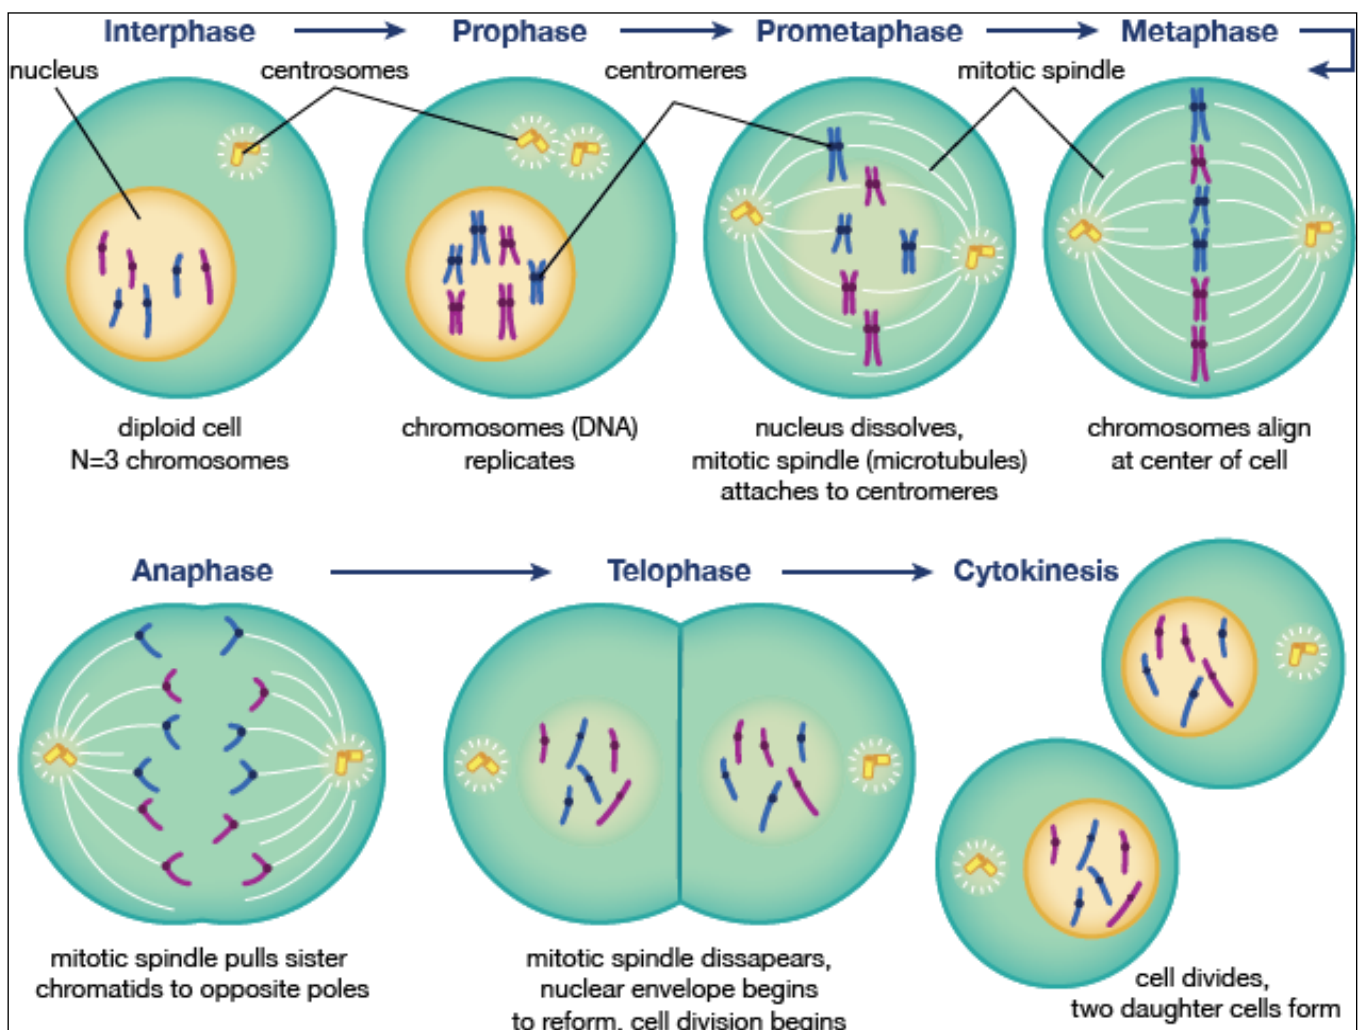 Interphase
Prophase
Prometaphase
Metaphase
nucleus
centrosomes
centromeres
mitotic spindle
diploid cell
N=3 chromosomes
chromosomes (DNA)
replicates
nucleus dissolves,
mitotic spindle (microtubules)
attaches to centromeres
chromosomes align
at center of cell
Anaphase
Telophase
Cytokinesis
mitotic spindle pulls sister
chromatids to opposite poles
mitotic spindle dissapears,
nuclear envelope begins
to reform, cell division begins
cell divides,
two daughter cells form